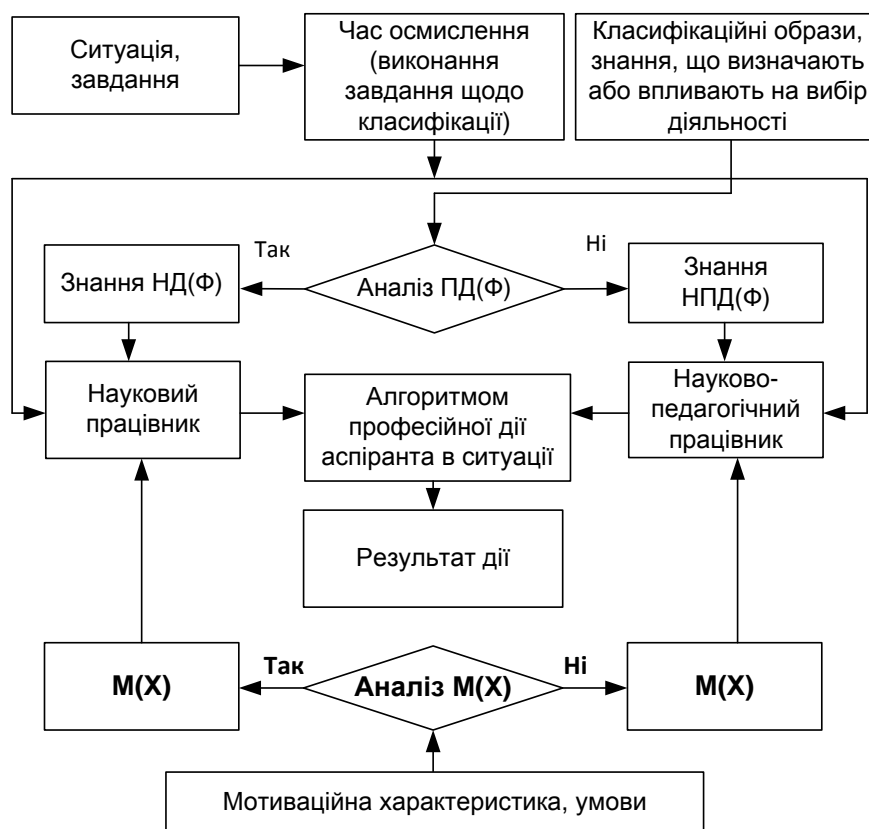 Ситуація,
завдання
Час осмислення
(виконання
завдання щодо
класифікації)
Класифікаційні образи,
знання, що визначають
або впливають на вибір
діяльності
Так
Ні
Знання НД(Ф)
Аналіз ПД(Ф)
Знання
НПД(Ф)
Науковий
працівник
Алгоритмом
професійної дії
аспіранта в ситуації
Науково-
педагогічний
працівник
Результат дії
М(Х)
Так
Аналіз М(Х)
Ні
М(Х)
Мотиваційна характеристика, умови